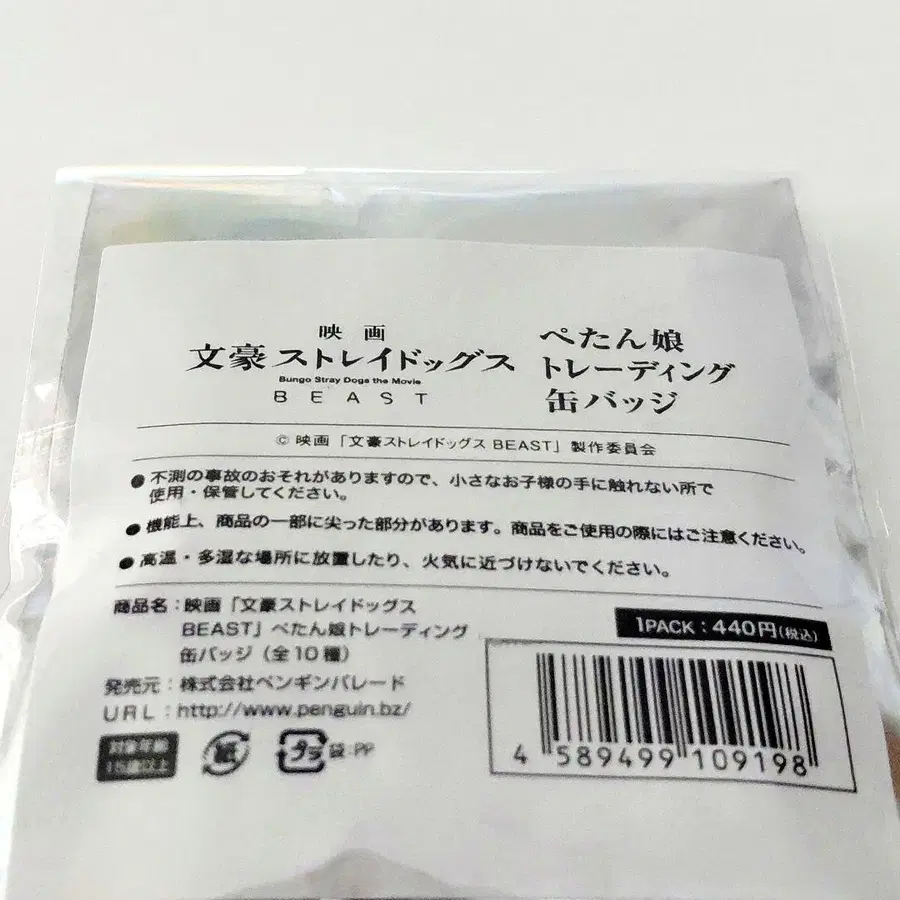 映画
文豪ストレイドッグス
Bungo Stray Dogs the Movie
BEAST
ぺたん娘
トレーディング
缶バッジ
© 映画「文豪ストレイドッグス BEAST」製作委員会
● 不測の事故のおそれがありますので、小さなお子様の手に触れない所で
使用・保管してください。
● 機能上、商品の一部に尖った部分があります。商品をご使用の際にはご注意ください。
● 高温・多湿な場所に放置したり、火気に近づけないでください。
商品名：映画「文豪ストレイドッグス
BEAST」ぺたん娘トレーディング
缶バッジ（全10種）
発売元：株式会社ペンギンパレード
URL：http://www.penguin.bz/
1PACK：440円(税込)
4 589499 109198
対象年齢
15歳以上
紙
プラ
袋:PP